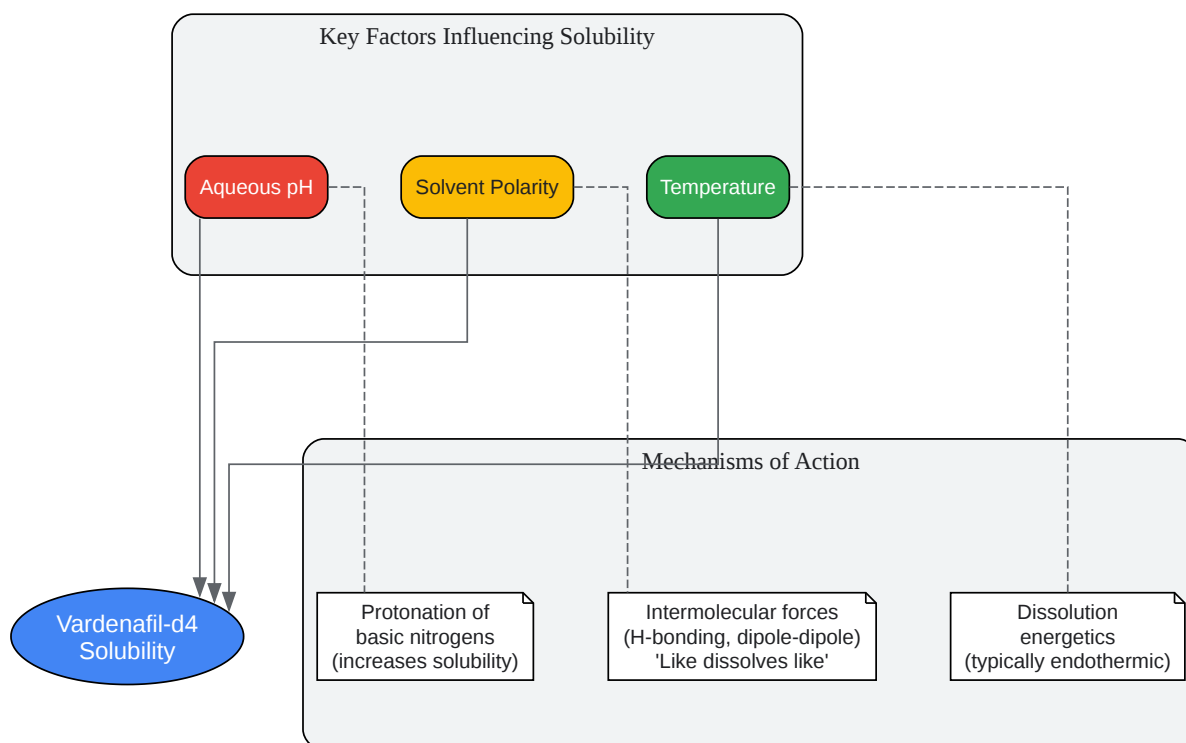 Key Factors Influencing Solubility
Aqueous pH
Solvent Polarity
Temperature
Mechanisms of Action
Vardenafil-d4
Solubility
Protonation of
basic nitrogens
(increases solubility)
Intermolecular forces
(H-bonding, dipole-dipole)
'Like dissolves like'
Dissolution
energetics
(typically endothermic)